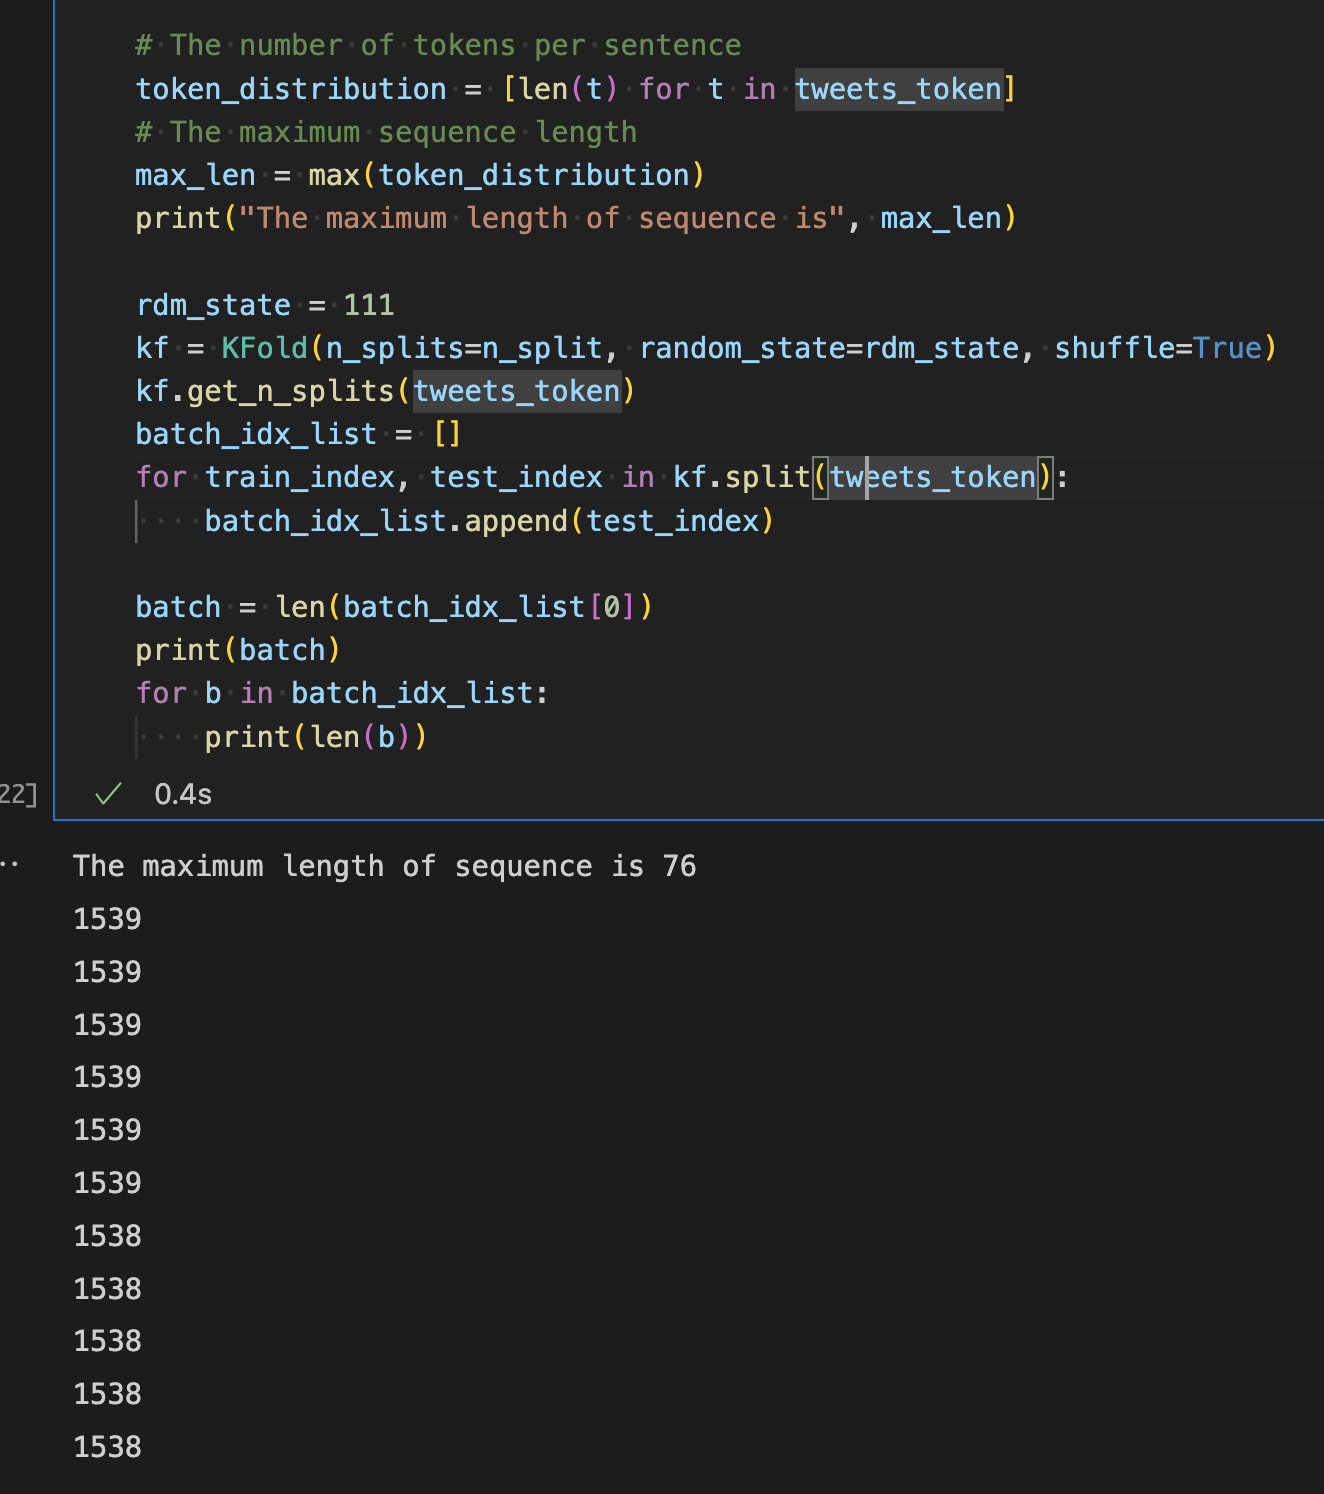 # The number of tokens per sentence
token_distribution = [len(t) for t in tweets_token]
# The maximum sequence length
max_len = max(token_distribution)
print("The maximum length of sequence is", max_len)
rdm_state = 111
kf = KFold(n_splits=n_split, random_state=rdm_state, shuffle=True)
kf.get_n_splits(tweets_token)
batch_idx_list = []
for train_index, test_index in kf.split(tweets_token):
    batch_idx_list.append(test_index)
batch = len(batch_idx_list[0])
print(batch)
for b in batch_idx_list:
    print(len(b))
22] ✓ 0.4s
The maximum length of sequence is 76
1539
1539
1539
1539
1539
1539
1538
1538
1538
1538
1538